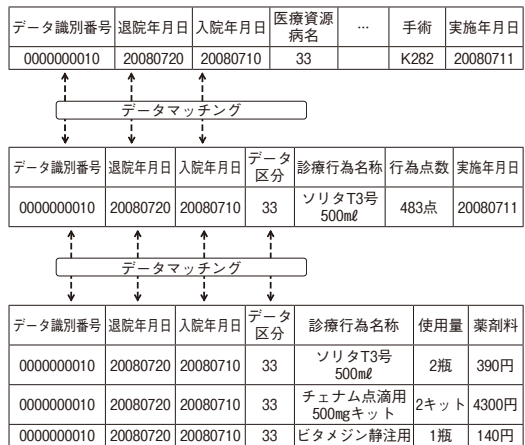 データ識別番号 退院年月日 入院年月日 医療資源病名 … 手術 実施年月日
0000000010 20080720 20080710 33 K282 20080711
データマッチング
データ識別番号 退院年月日 入院年月日 データ区分 診療行為名称 行為点数 実施年月日
0000000010 20080720 20080710 33 ソリタT3号 500㎖ 483点 20080711
データマッチング
データ識別番号 退院年月日 入院年月日 データ区分 診療行為名称 使用量 薬剤料
0000000010 20080720 20080710 33 ソリタT3号 500㎖ 2瓶 390円
0000000010 20080720 20080710 33 チェナム点滴用 500㎎キット 2キット 4300円
0000000010 20080720 20080710 33 ビタメジン静注用 1瓶 140円